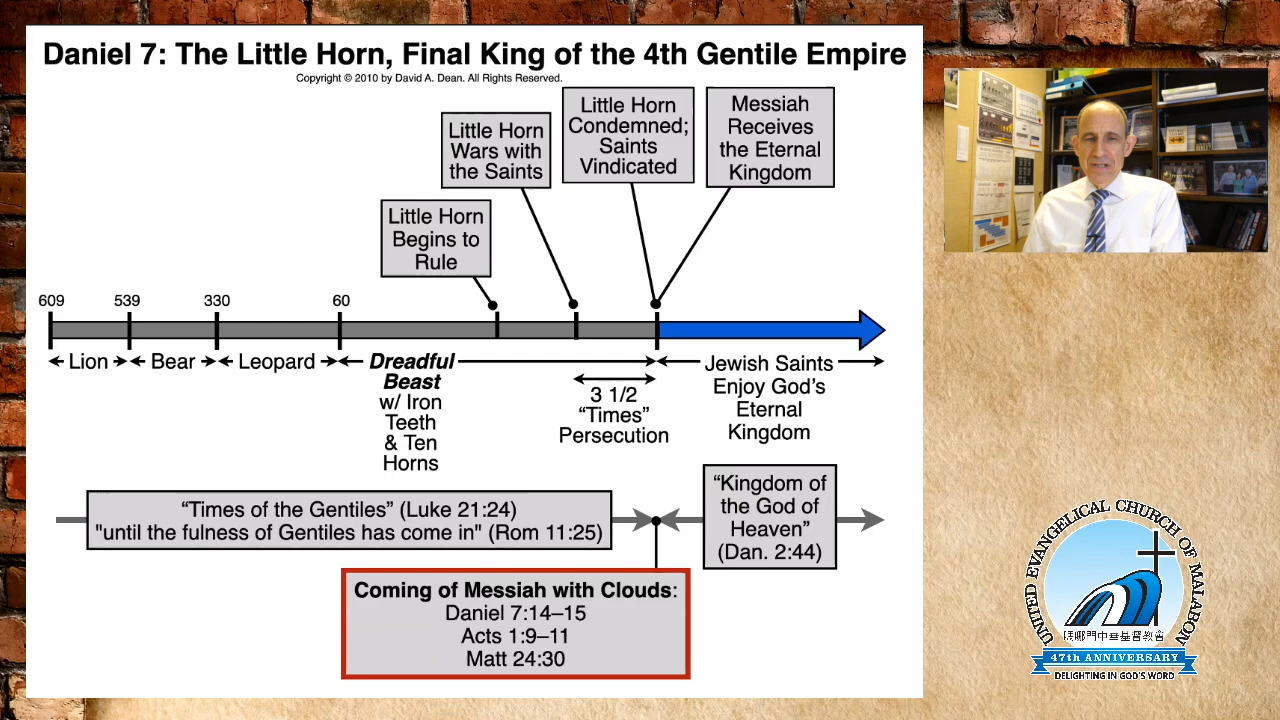 Daniel 7: The Little Horn, Final King of the 4th Gentile Empire
Copyright © 2010 by David A. Dean. All Rights Reserved.
Little Horn
Begins to
Rule
Little Horn
Wars with
the Saints
Little Horn
Condemned;
Saints
Vindicated
Messiah
Receives
the Eternal
Kingdom
609
539
330
60
Lion
Bear
Leopard
Dreadful
Beast
w/ Iron
Teeth
& Ten
Horns
3 1/2
“Times”
Persecution
Jewish Saints
Enjoy God’s
Eternal
Kingdom
“Times of the Gentiles” (Luke 21:24)
"until the fulness of Gentiles has come in" (Rom 11:25)
“Kingdom of
the God of
Heaven”
(Dan. 2:44)
Coming of Messiah with Clouds:
Daniel 7:14–15
Acts 1:9–11
Matt 24:30
UNITED EVANGELICAL CHURCH OF MALABON
中華基督教會
47th ANNIVERSARY
DELIGHTING IN GOD'S WORD